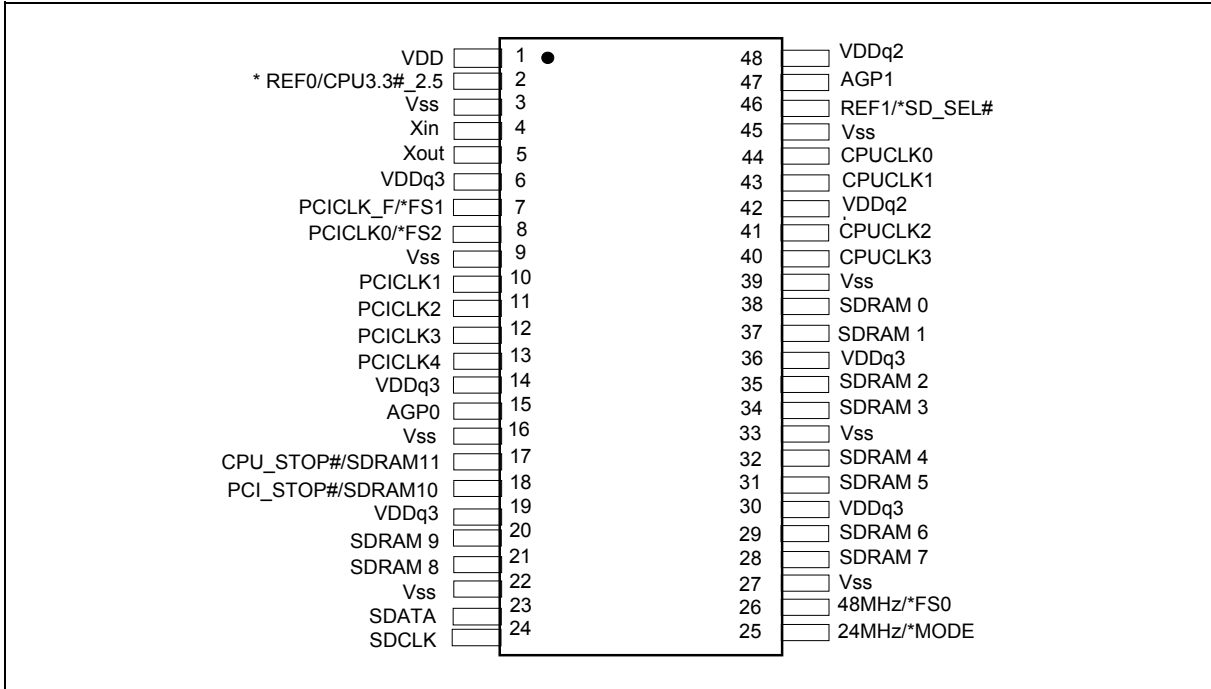 VDD 1 48 VDDq2
* REF0/CPU3.3#_2.5 2 47 AGP1
Vss 3 46 REF1/*SD_SEL#
Xin 4 45 Vss
Xout 5 44 CPUCLK0
VDDq3 6 43 CPUCLK1
PCICLK_F/*FS1 7 42 VDDq2
PCICLK0/*FS2 8 41 CPUCLK2
Vss 9 40 CPUCLK3
PCICLK1 10 39 Vss
PCICLK2 11 38 SDRAM 0
PCICLK3 12 37 SDRAM 1
PCICLK4 13 36 VDDq3
VDDq3 14 35 SDRAM 2
AGP0 15 34 SDRAM 3
Vss 16 33 Vss
CPU_STOP#/SDRAM11 17 32 SDRAM 4
PCI_STOP#/SDRAM10 18 31 SDRAM 5
VDDq3 19 30 VDDq3
SDRAM 9 20 29 SDRAM 6
SDRAM 8 21 28 SDRAM 7
Vss 22 27 Vss
SDATA 23 26 48MHz/*FS0
SDCLK 24 25 24MHz/*MODE